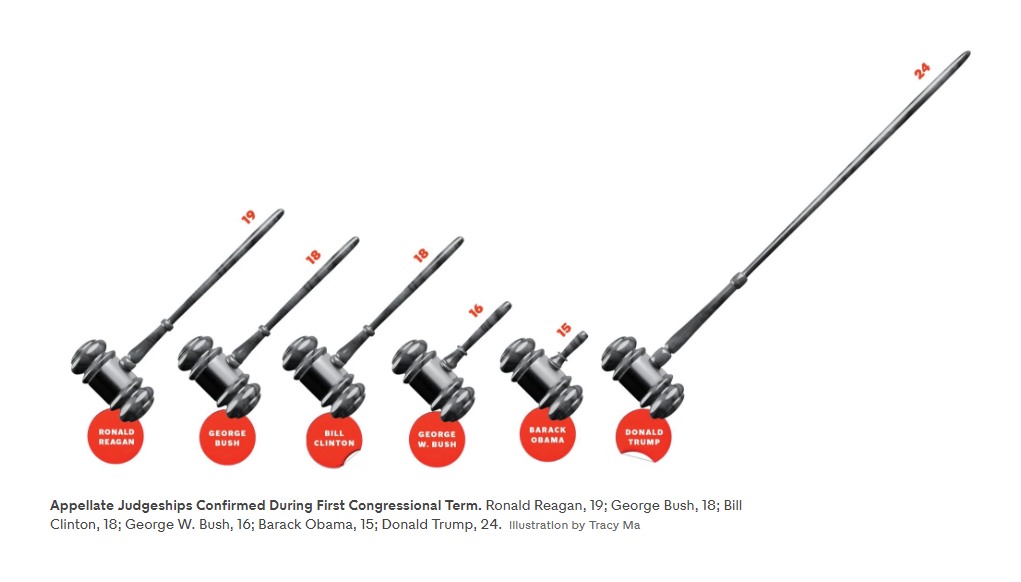 24
19
18
18
16
15
RONALD
REAGAN
GEORGE
BUSH
BILL
CLINTON
GEORGE
W. BUSH
BARACK
OBAMA
DONALD
TRUMP
Appellate Judgeships Confirmed During First Congressional Term. Ronald Reagan, 19; George Bush, 18; Bill
Clinton, 18; George W. Bush, 16; Barack Obama, 15; Donald Trump, 24. Illustration by Tracy Ma